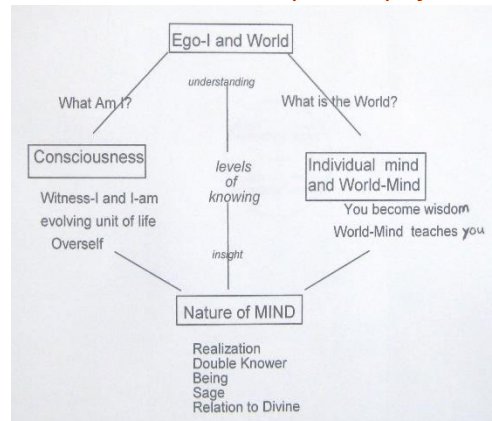 Ego-I and World
understanding
What Am I?
What is the World?
Consciousness
levels
of
knowing
Individual mind
and World-Mind
Witness-I and I-am
evolving unit of life
Overself
You become wisdom
World-Mind teaches you
insight
Nature of MIND
Realization
Double Knower
Being
Sage
Relation to Divine